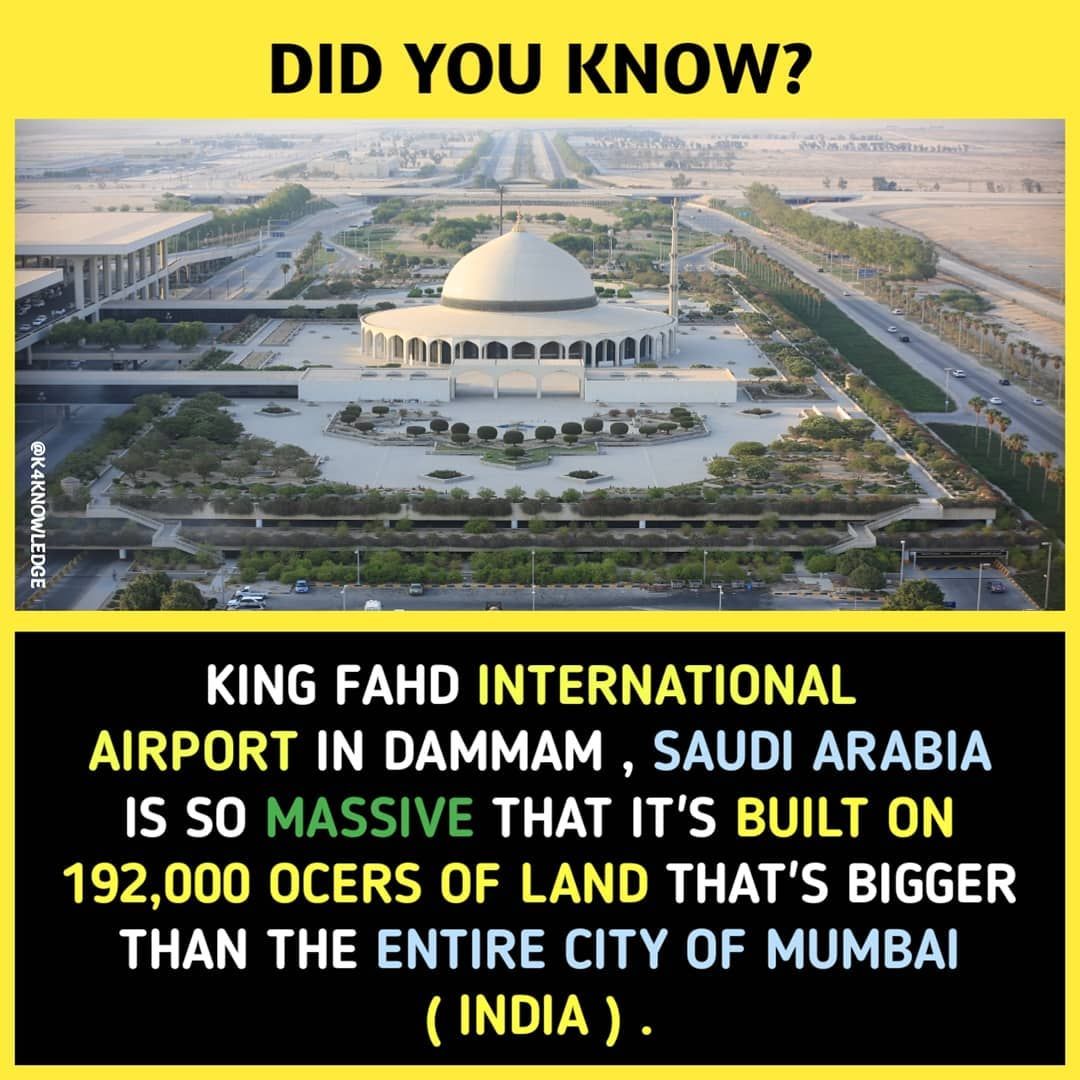 DID YOU KNOW?
@K4KNOWLEDGE
KING FAHD INTERNATIONAL
AIRPORT IN DAMMAM , SAUDI ARABIA
IS SO MASSIVE THAT IT'S BUILT ON
192,000 OCERS OF LAND THAT'S BIGGER
THAN THE ENTIRE CITY OF MUMBAI
( INDIA ) .